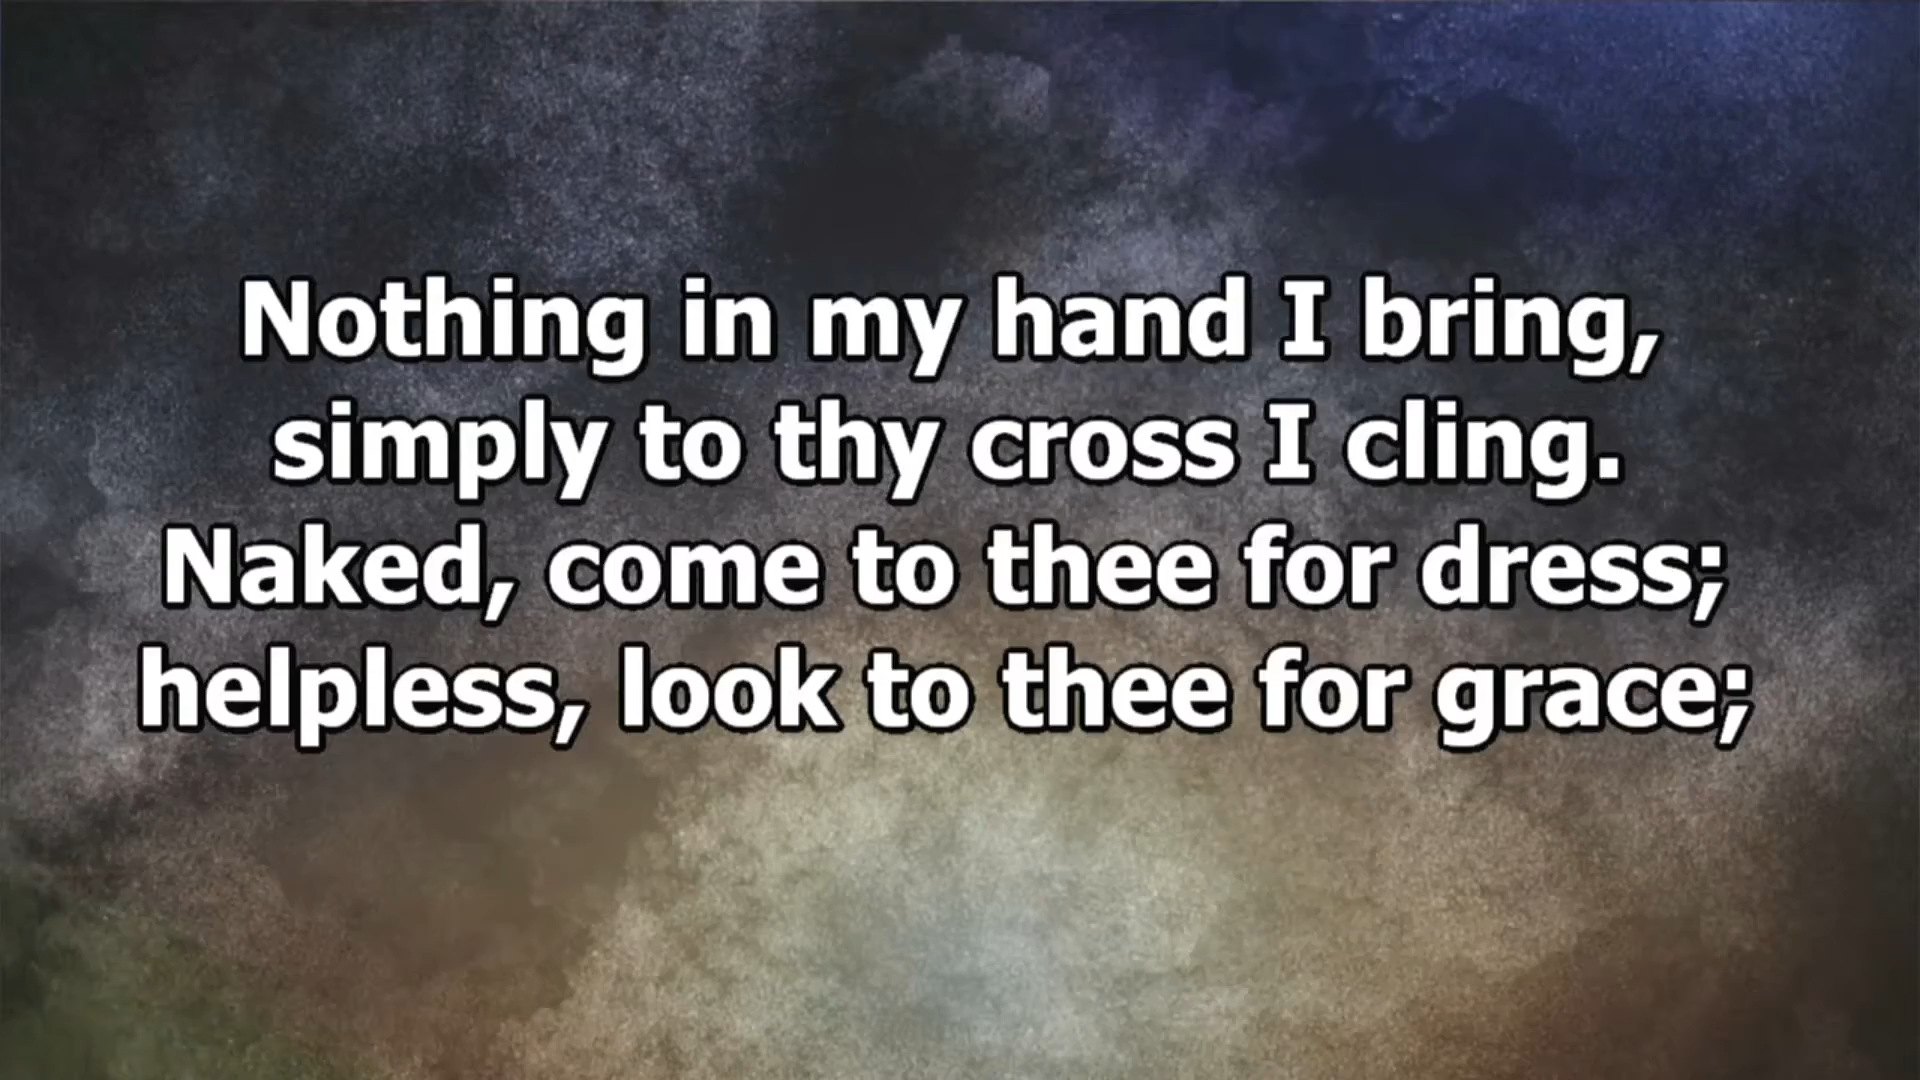 Nothing in my hand I bring,
simply to thy cross I cling.
Naked, come to thee for dress;
helpless, look to thee for grace;